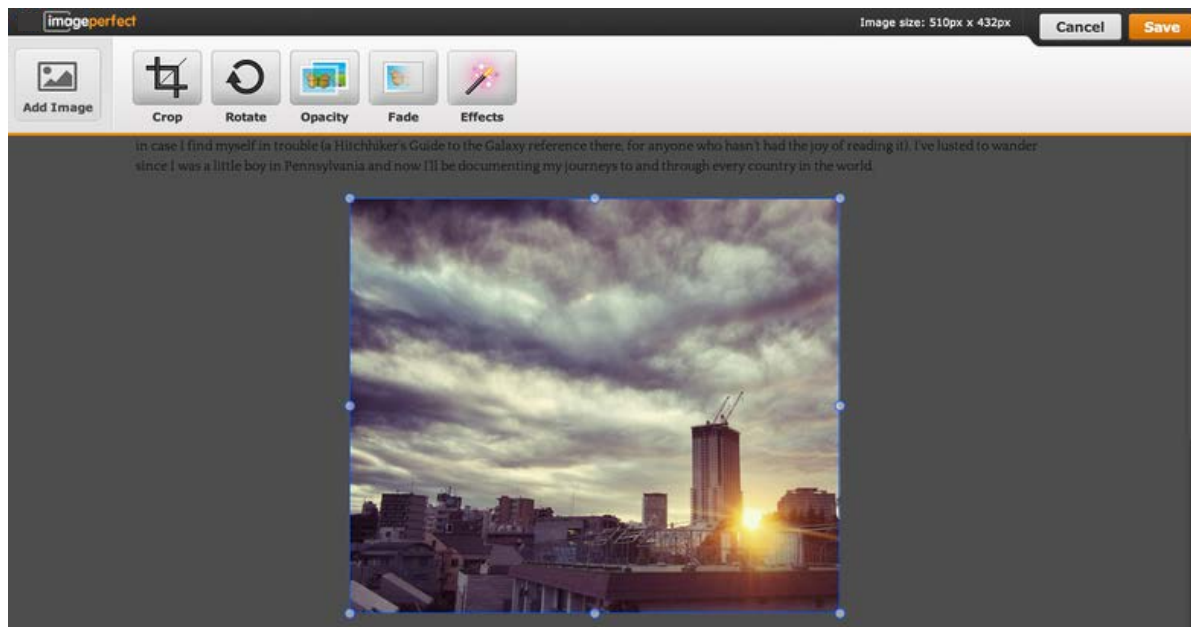 imageperfect
Image size: 510px x 432px
Cancel
Save
Add Image
Crop
Rotate
Opacity
Fade
Effects
in case I find myself in trouble (a Hitchhiker's Guide to the Galaxy reference there, for anyone who hasn't had the joy of reading it). I've lusted to wander
since I was a little boy in Pennsylvania and now I'll be documenting my journeys to and through every country in the world.